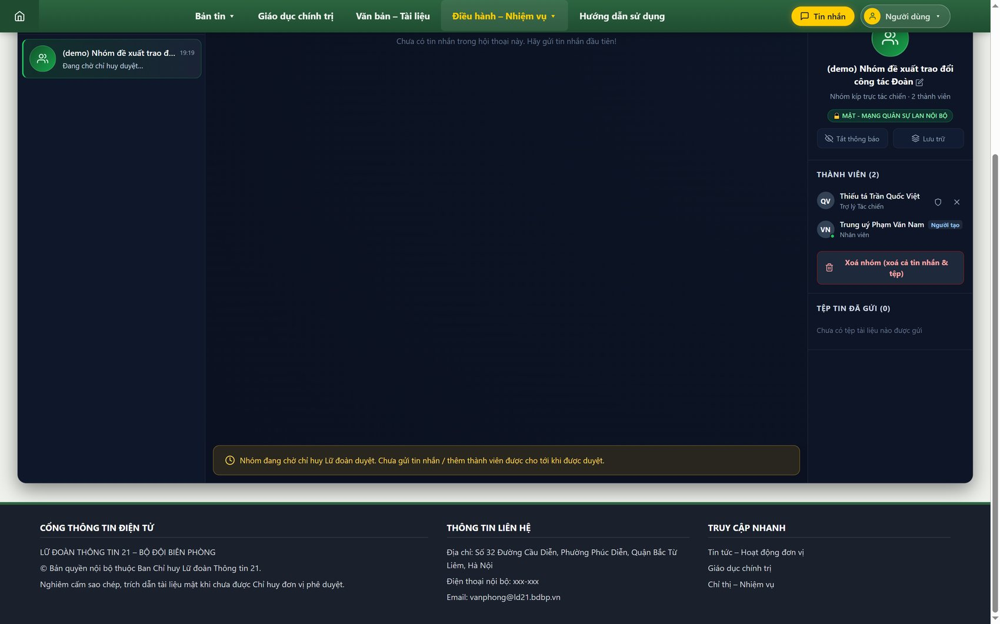 Bản tin ▾
Giáo dục chính trị
Văn bản – Tài liệu
Điều hành – Nhiệm vụ ▾
Hướng dẫn sử dụng
Tin nhắn
Người dùng ▾
(demo) Nhóm đề xuất trao đ... 19:19
Đang chờ chỉ huy duyệt...
Chưa có tin nhắn trong hội thoại này. Hãy gửi tin nhắn đầu tiên!
Nhóm đang chờ chỉ huy Lữ đoàn duyệt. Chưa gửi tin nhắn / thêm thành viên được cho tới khi được duyệt.
(demo) Nhóm đề xuất trao đổi
công tác Đoàn
Nhóm kíp trực tác chiến · 2 thành viên
🔒 MẬT - MẠNG QUÂN SỰ LAN NỘI BỘ
Tắt thông báo
Lưu trữ
THÀNH VIÊN (2)
QV
Thiếu tá Trần Quốc Việt
Trợ lý Tác chiến
VN
Trung uý Phạm Văn Nam Người tạo
Nhân viên
Xoá nhóm (xoá cả tin nhắn &
tệp)
TỆP TIN ĐÃ GỬI (0)
Chưa có tệp tài liệu nào được gửi
CỔNG THÔNG TIN ĐIỆN TỬ
LỮ ĐOÀN THÔNG TIN 21 – BỘ ĐỘI BIÊN PHÒNG
© Bản quyền nội bộ thuộc Ban Chỉ huy Lữ đoàn Thông tin 21.
Nghiêm cấm sao chép, trích dẫn tài liệu mật khi chưa được Chỉ huy đơn vị phê duyệt.
THÔNG TIN LIÊN HỆ
Địa chỉ: Số 32 Đường Cầu Diễn, Phường Phúc Diễn, Quận Bắc Từ
Liêm, Hà Nội
Điện thoại nội bộ: xxx-xxx
Email: vanphong@ld21.bdbp.vn
TRUY CẬP NHANH
Tin tức – Hoạt động đơn vị
Giáo dục chính trị
Chỉ thị – Nhiệm vụ